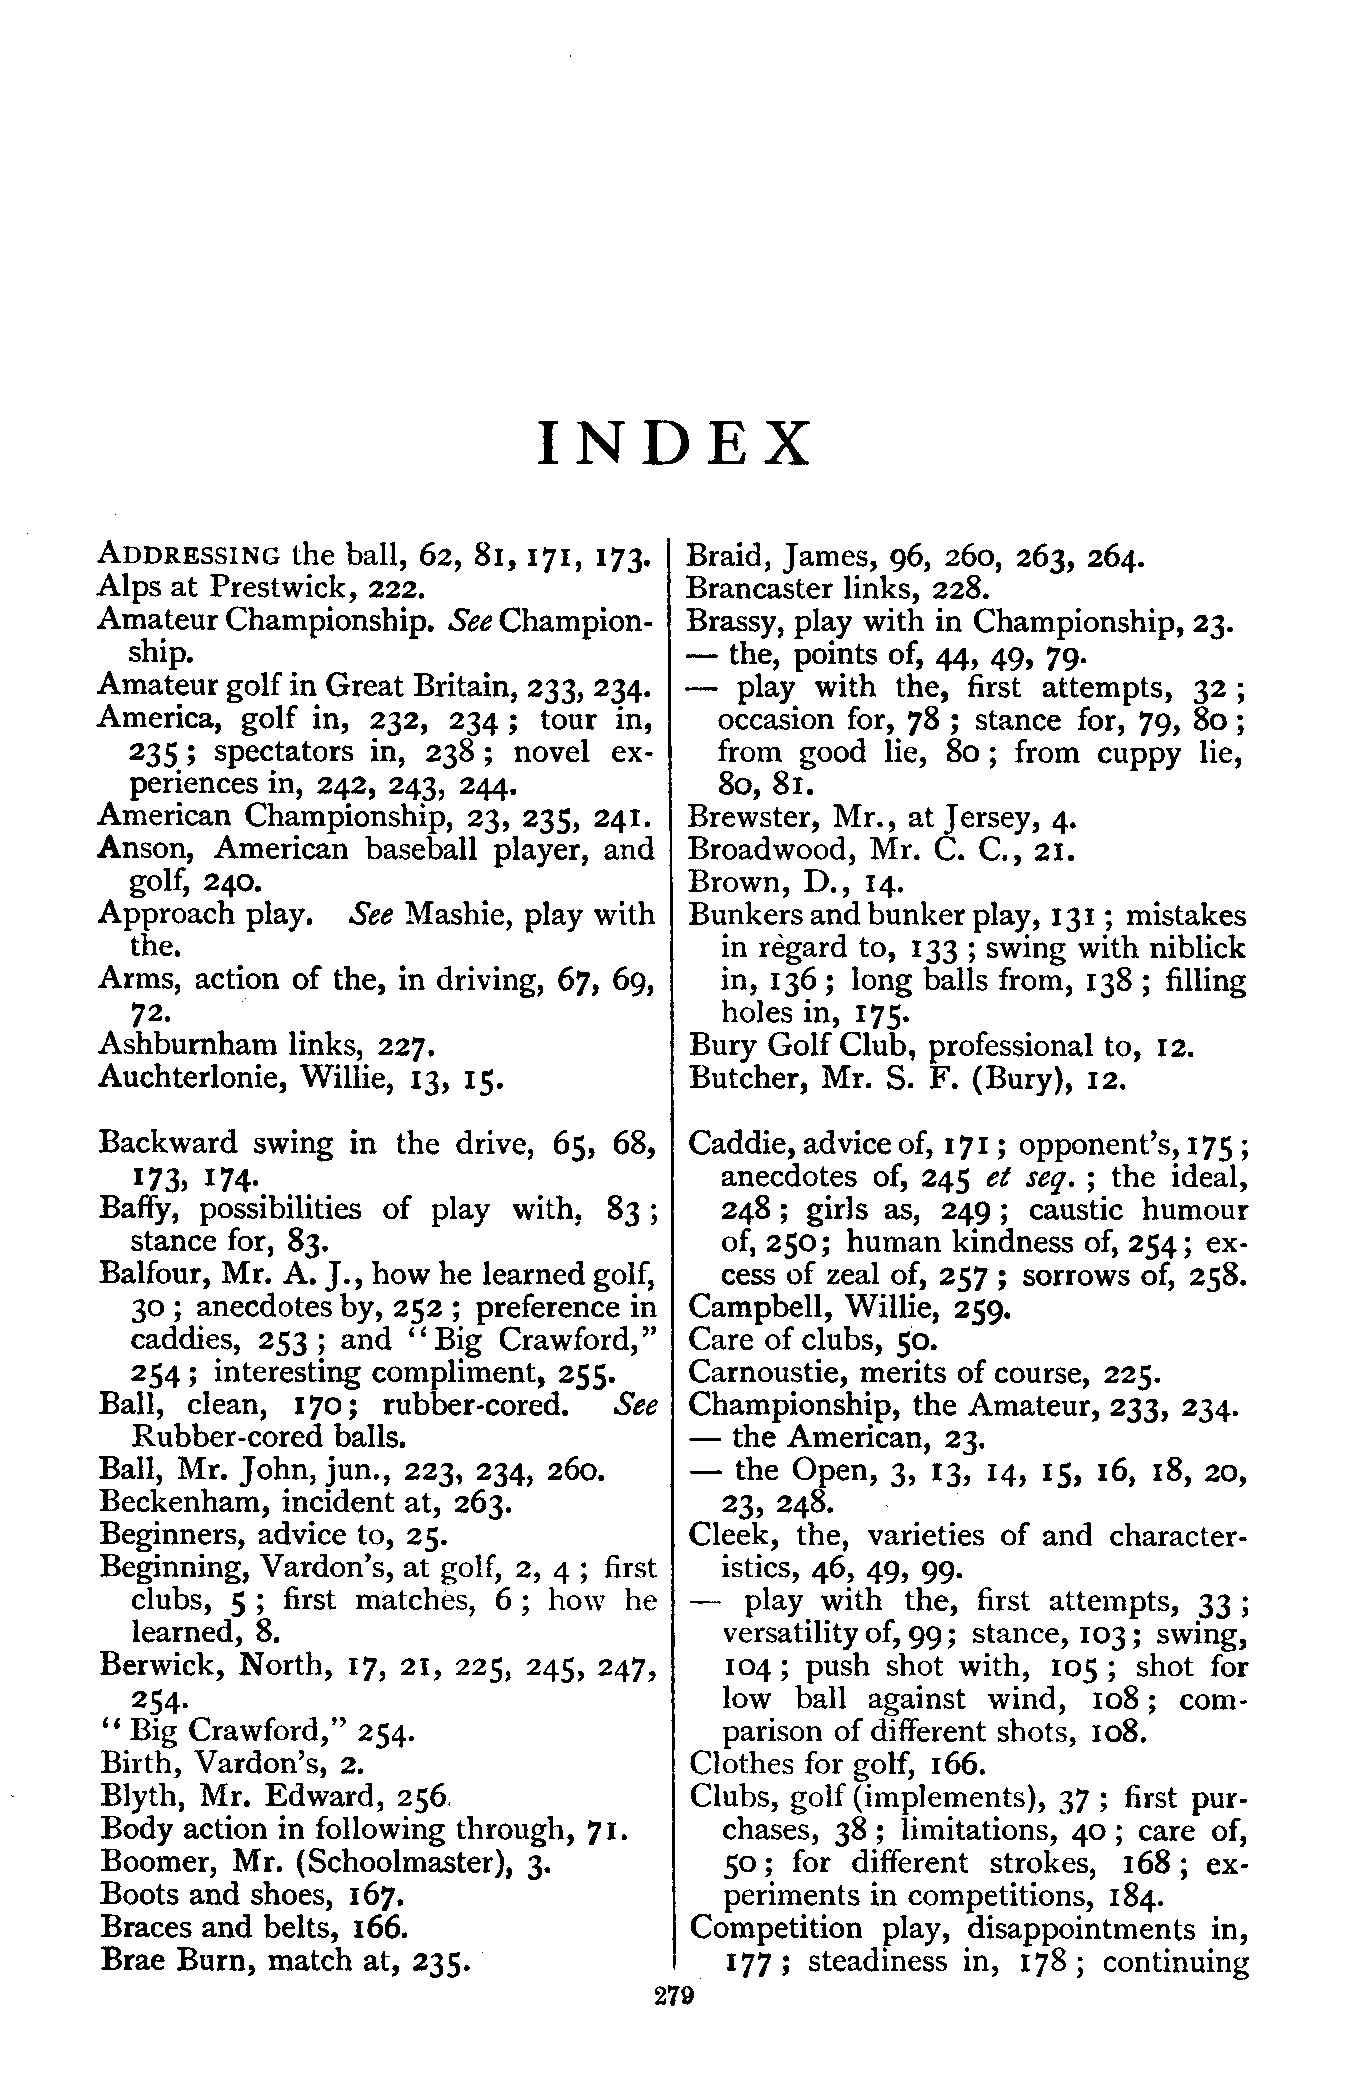 INDEX
ADDRESSING the ball, 62, 81, 171, 173.
Alps at Prestwick, 222.
Amateur Championship. See Champion-
ship.
Amateur golf in Great Britain, 233, 234.
America, golf in, 232, 234 ; tour in,
235 ; spectators in, 238 ; novel ex-
periences in, 242, 243, 244.
American Championship, 23, 235, 241.
Anson, American baseball player, and
golf, 240.
Approach play. See Mashie, play with
the.
Arms, action of the, in driving, 67, 69,
72.
Ashburnham links, 227.
Auchterlonie, Willie, 13, 15.
Backward swing in the drive, 65, 68,
173, 174.
Baffy, possibilities of play with, 83 ;
stance for, 83.
Balfour, Mr. A. J., how he learned golf,
30 ; anecdotes by, 252 ; preference in
caddies, 253 ; and "Big Crawford,"
254 ; interesting compliment, 255.
Ball, clean, 170 ; rubber-cored. See
Rubber-cored balls.
Ball, Mr. John, jun., 223, 234, 260.
Beckenham, incident at, 263.
Beginners, advice to, 25.
Beginning, Vardon's, at golf, 2, 4 ; first
clubs, 5 ; first matches, 6 ; how he
learned, 8.
Berwick, North, 17, 21, 225, 245, 247,
254.
"Big Crawford," 254.
Birth, Vardon's, 2.
Blyth, Mr. Edward, 256.
Body action in following through, 71.
Boomer, Mr. (Schoolmaster), 3.
Boots and shoes, 167.
Braces and belts, 166.
Brae Burn, match at, 235.
Braid, James, 96, 260, 263, 264.
Brancaster links, 228.
Brassy, play with in Championship, 23.
— the, points of, 44, 49, 79.
— play with the, first attempts, 32 ;
occasion for, 78 ; stance for, 79, 80 ;
from good lie, 80 ; from cuppy lie,
80, 81.
Brewster, Mr., at Jersey, 4.
Broadwood, Mr. C. C., 21.
Brown, D., 14.
Bunkers and bunker play, 131 ; mistakes
in règard to, 133 ; swing with niblick
in, 136 ; long balls from, 138 ; filling
holes in, 175.
Bury Golf Club, professional to, 12.
Butcher, Mr. S. F. (Bury), 12.
Caddie, advice of, 171 ; opponent's, 175 ;
anecdotes of, 245 et seq. ; the ideal,
248 ; girls as, 249 ; caustic humour
of, 250 ; human kindness of, 254 ; ex-
cess of zeal of, 257 ; sorrows of, 258.
Campbell, Willie, 259.
Care of clubs, 50.
Carnoustie, merits of course, 225.
Championship, the Amateur, 233, 234.
— the American, 23.
— the Open, 3, 13, 14, 15, 16, 18, 20,
23, 248.
Cleek, the, varieties of and character-
istics, 46, 49, 99.
— play with the, first attempts, 33 ;
versatility of, 99 ; stance, 103 ; swing,
104 ; push shot with, 105 ; shot for
low ball against wind, 108 ; com-
parison of different shots, 108.
Clothes for golf, 166.
Clubs, golf (implements), 37 ; first pur-
chases, 38 ; limitations, 40 ; care of,
50 ; for different strokes, 168 ; ex-
periments in competitions, 184.
Competition play, disappointments in,
177 ; steadiness in, 178 ; continuing
279